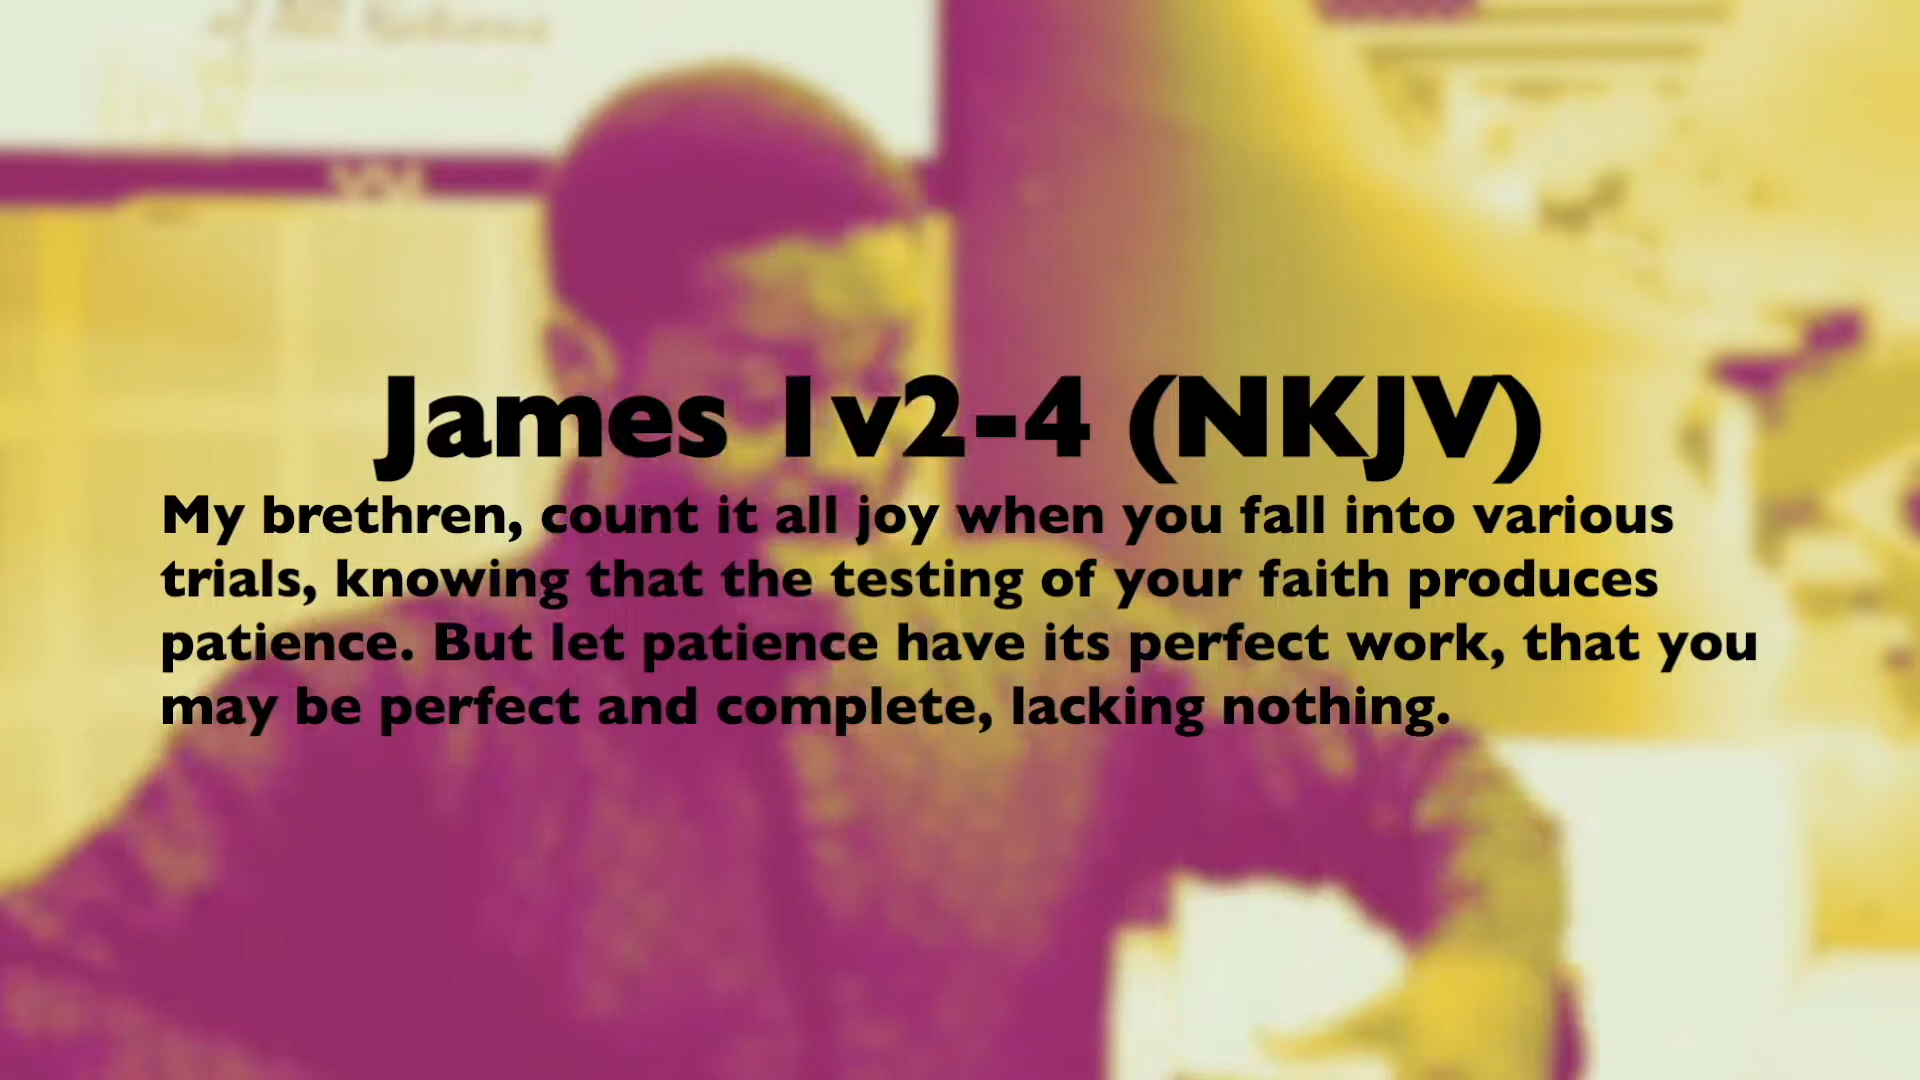 James 1v2-4 (NKJV)
My brethren, count it all joy when you fall into various
trials, knowing that the testing of your faith produces
patience. But let patience have its perfect work, that you
may be perfect and complete, lacking nothing.